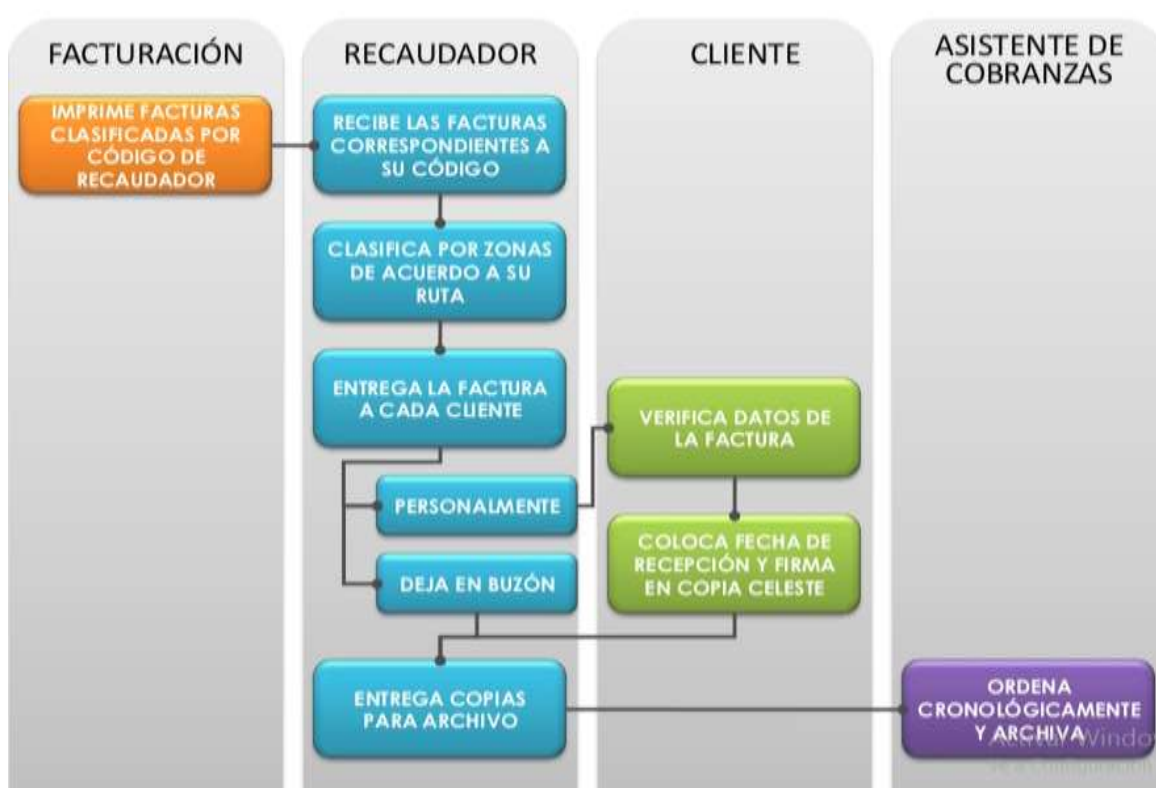 FACTURACIÓN
RECAUDADOR
CLIENTE
ASISTENTE DE
COBRANZAS
IMPRIME FACTURAS
CLASIFICADAS POR
CÓDIGO DE
RECAUDADOR
RECIBE LAS FACTURAS
CORRESPONDIENTES A
SU CÓDIGO
CLASIFICA POR ZONAS
DE ACUERDO A SU
RUTA
ENTREGA LA FACTURA
A CADA CLIENTE
PERSONALMENTE
DEJA EN BUZÓN
VERIFICA DATOS DE
LA FACTURA
COLOCA FECHA DE
RECEPCIÓN Y FIRMA
EN COPIA CELESTE
ENTREGA COPIAS
PARA ARCHIVO
ORDENA
CRONOLÓGICAMENTE
Y ARCHIVA